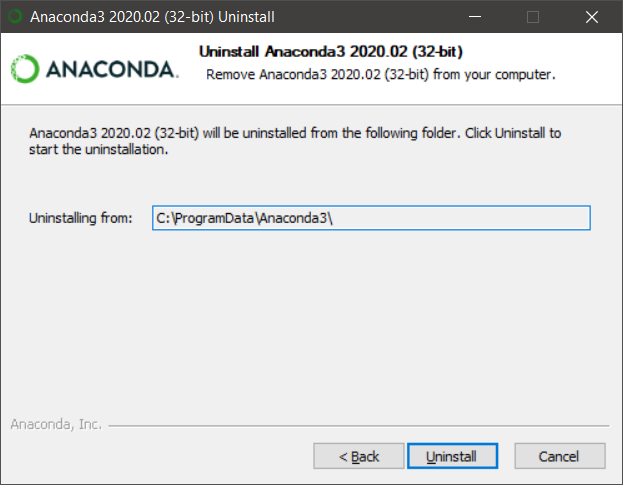 Anaconda3 2020.02 (32-bit) Uninstall
Uninstall Anaconda3 2020.02 (32-bit)
ANACONDA.
Remove Anaconda3 2020.02 (32-bit) from your computer.
Anaconda3 2020.02 (32-bit) will be uninstalled from the following folder. Click Uninstall to
start the uninstallation.
Uninstalling from: C:\ProgramData\Anaconda3\
Anaconda, Inc.
< Back Uninstall Cancel